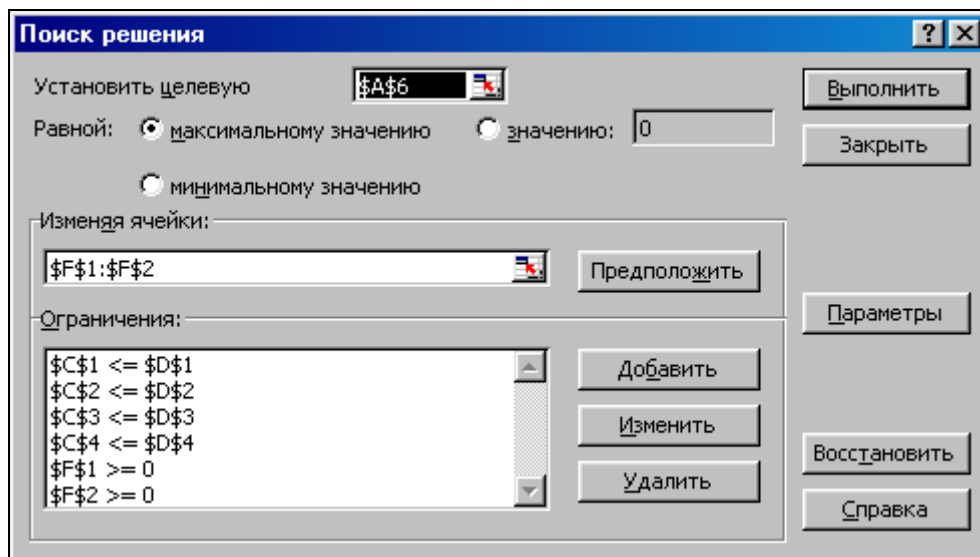 Поиск решения
Установить целевую $A$6
Равной: максимальному значению значению: 0
минимальному значению
Изменяя ячейки:
$F$1:$F$2
Предположить
Ограничения:
$C$1 <= $D$1
$C$2 <= $D$2
$C$3 <= $D$3
$C$4 <= $D$4
$F$1 >= 0
$F$2 >= 0
Добавить
Изменить
Удалить
Выполнить
Закрыть
Параметры
Восстановить
Справка